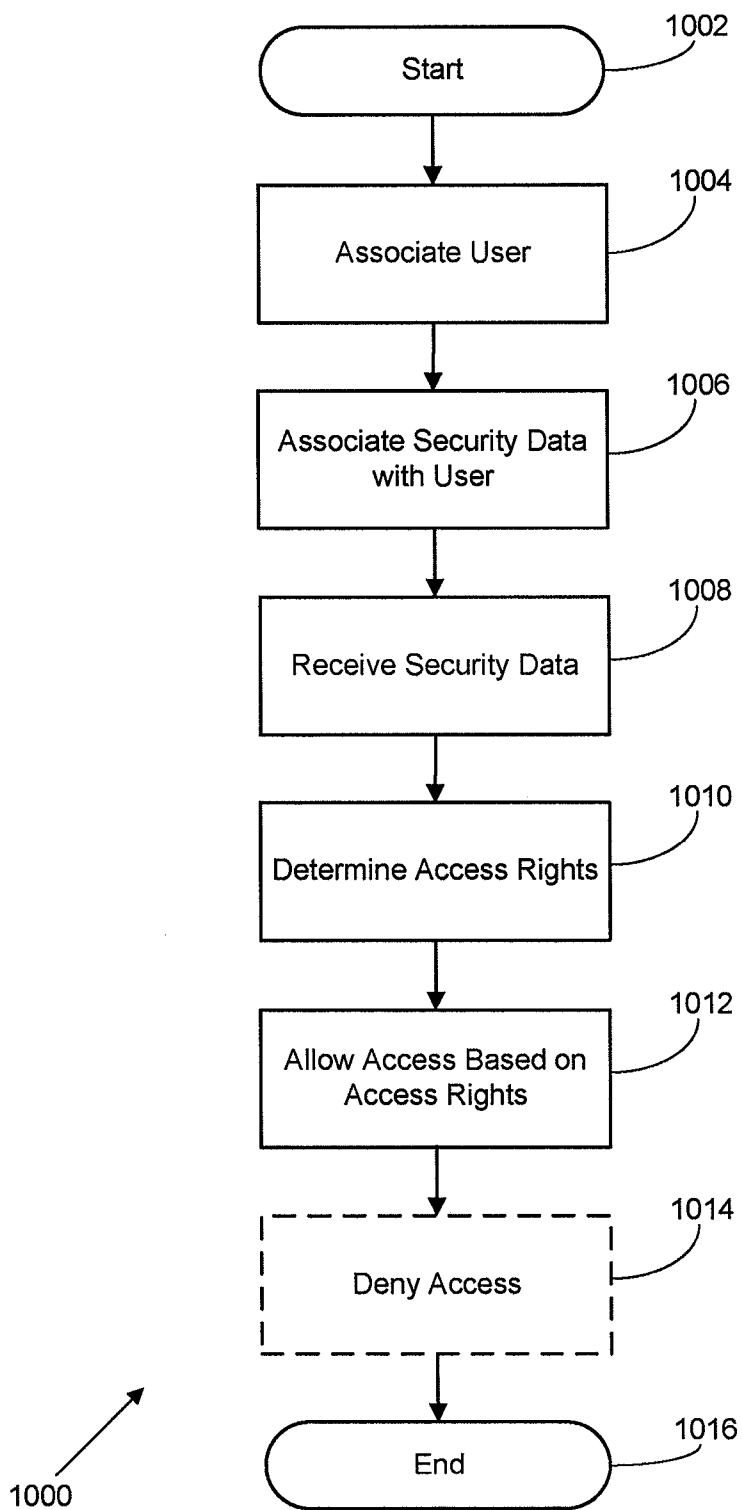 1002
Start
1004
Associate User
1006
Associate Security Data
with User
1008
Receive Security Data
1010
Determine Access Rights
1012
Allow Access Based on
Access Rights
1014
Deny Access
1016
End
1000